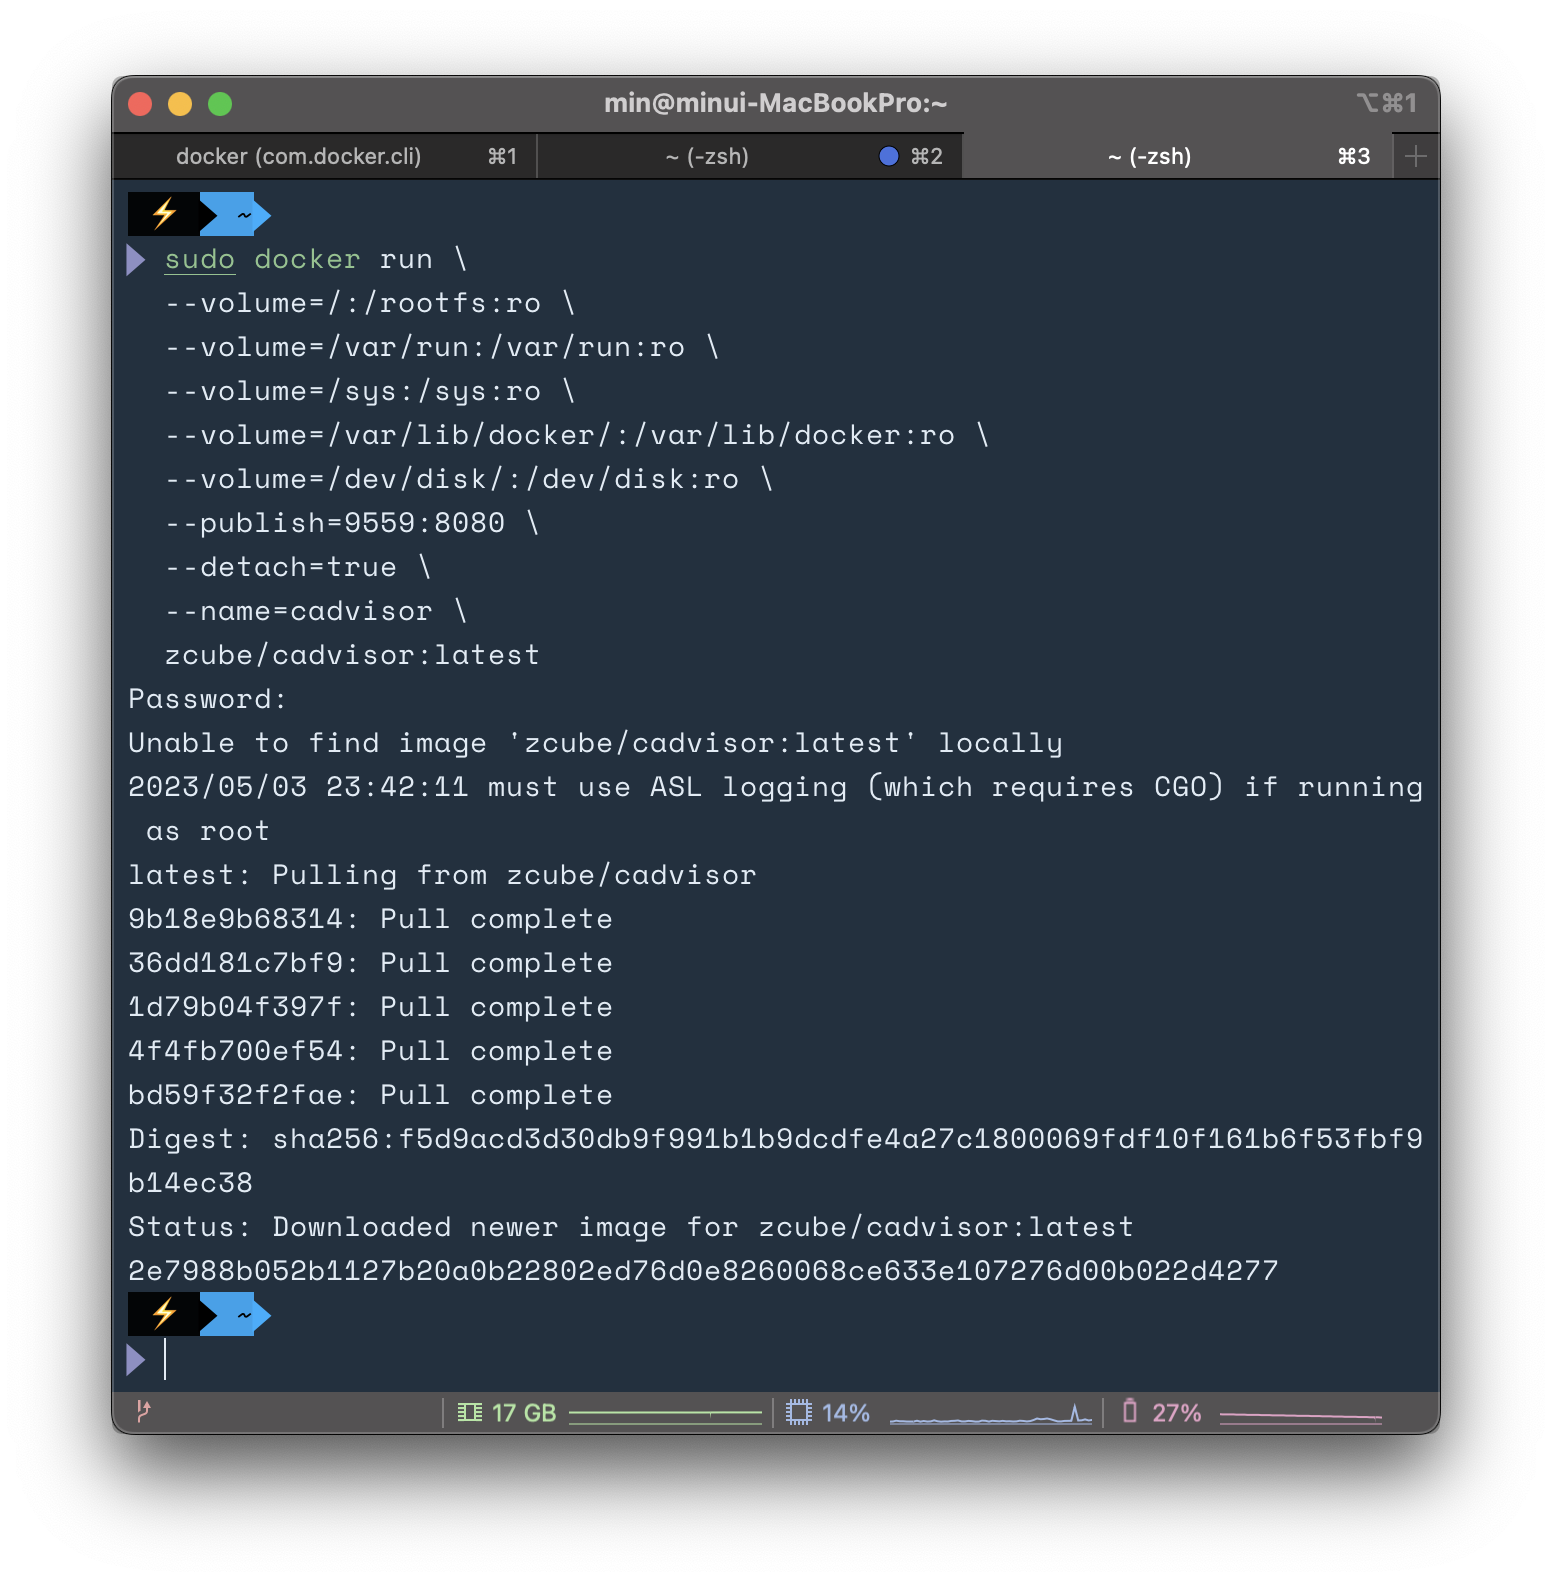 min@minui-MacBookPro:~
⌥⌘1
docker (com.docker.cli) ⌘1
~ (-zsh) ⌘2
~ (-zsh) ⌘3
~
sudo docker run \
--volume=/:/rootfs:ro \
--volume=/var/run:/var/run:ro \
--volume=/sys:/sys:ro \
--volume=/var/lib/docker/:/var/lib/docker:ro \
--volume=/dev/disk/:/dev/disk:ro \
--publish=9559:8080 \
--detach=true \
--name=cadvisor \
zcube/cadvisor:latest
Password:
Unable to find image 'zcube/cadvisor:latest' locally
2023/05/03 23:42:11 must use ASL logging (which requires CGO) if running
as root
latest: Pulling from zcube/cadvisor
9b18e9b68314: Pull complete
36dd181c7bf9: Pull complete
1d79b04f397f: Pull complete
4f4fb700ef54: Pull complete
bd59f32f2fae: Pull complete
Digest: sha256:f5d9acd3d30db9f991b1b9dcdfe4a27c1800069fdf10f161b6f53fbf9
b14ec38
Status: Downloaded newer image for zcube/cadvisor:latest
2e7988b052b1127b20a0b22802ed76d0e8260068ce633e107276d00b022d4277
~
17 GB
14%
27%